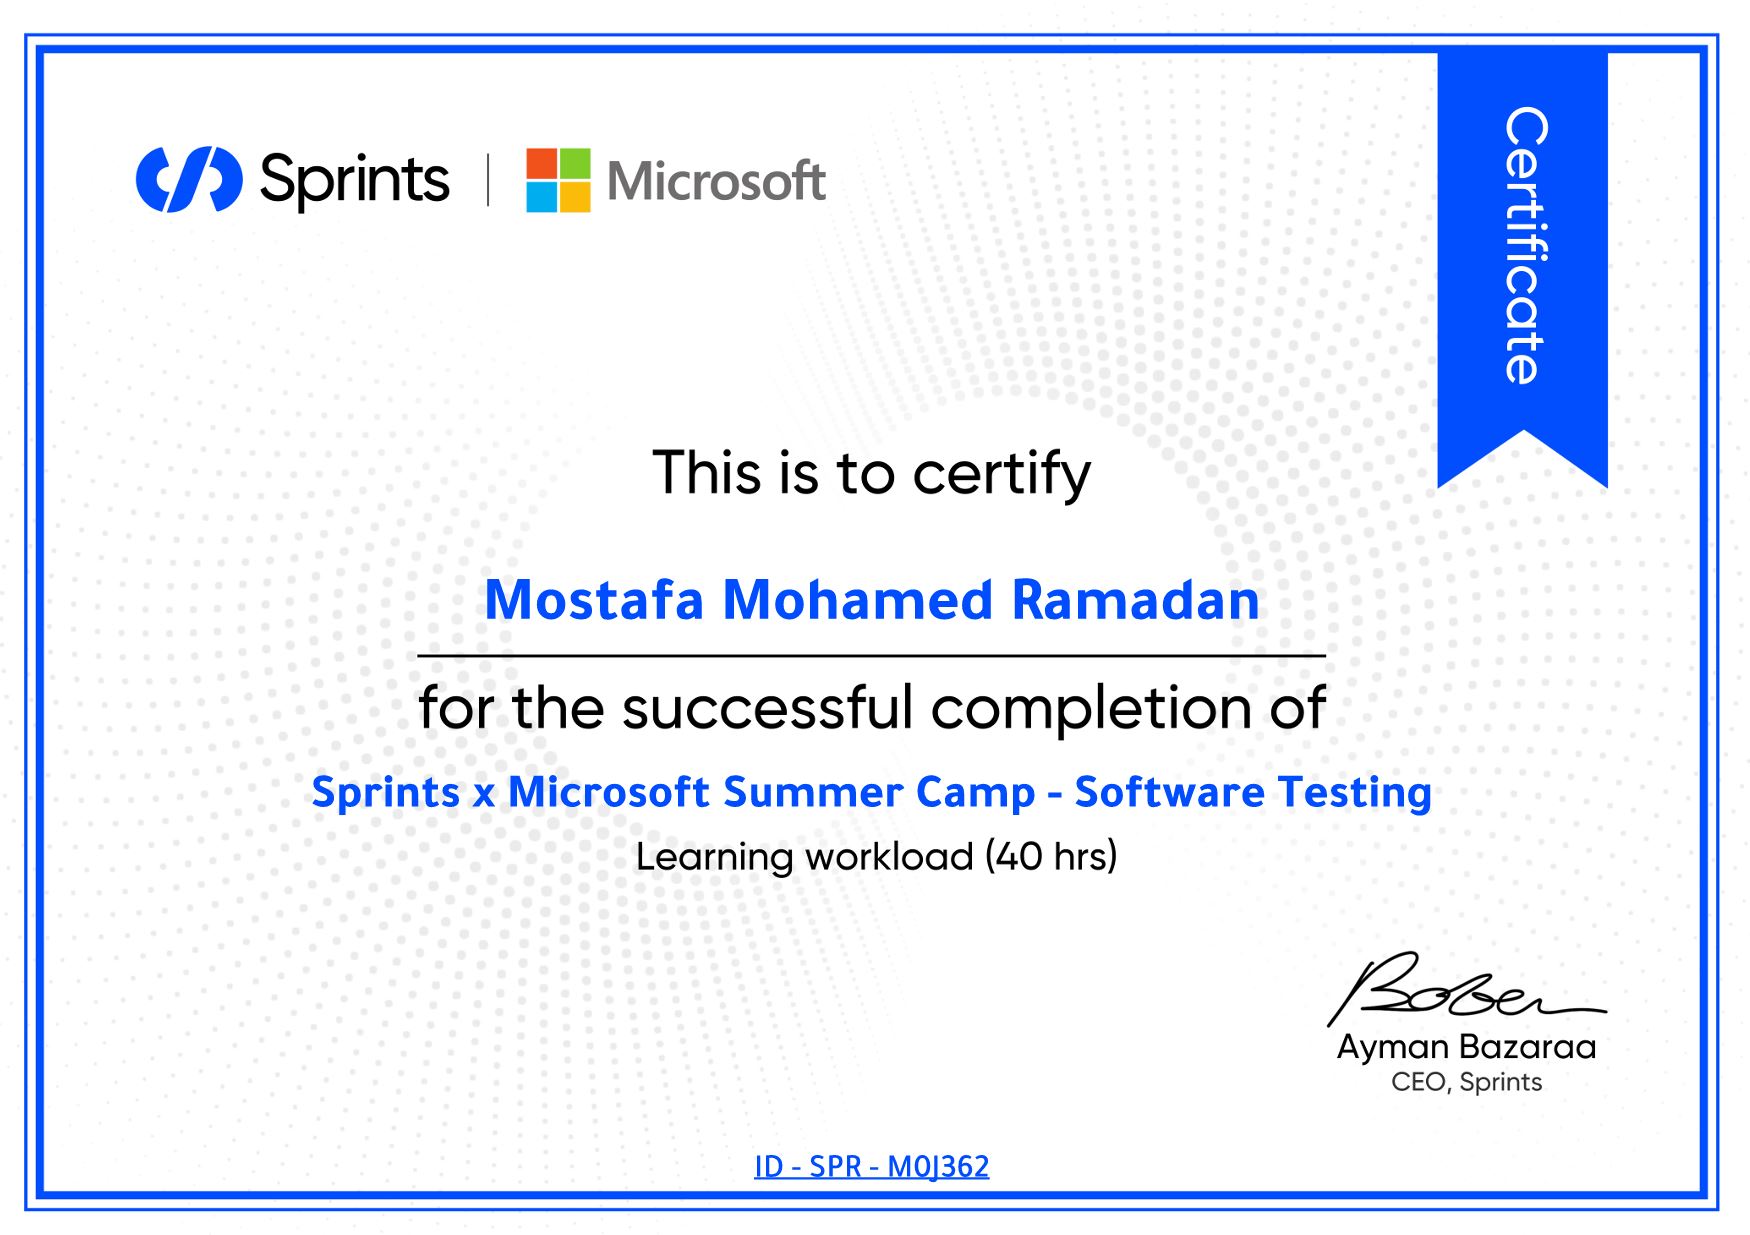 Sprints | Microsoft
Certificate
This is to certify
Mostafa Mohamed Ramadan
for the successful completion of
Sprints x Microsoft Summer Camp - Software Testing
Learning workload (40 hrs)
Ayman Bazaraa
CEO, Sprints
ID - SPR - M0J362